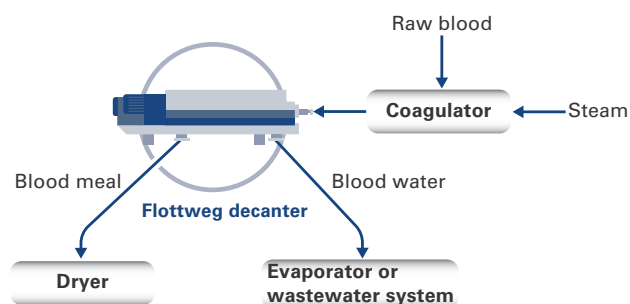 Raw blood
Coagulator
Steam
Blood meal
Blood water
Flottweg decanter
Dryer
Evaporator or
wastewater system